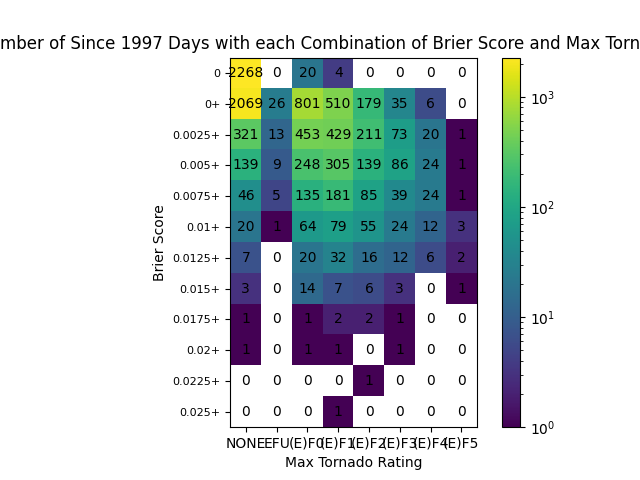 mber of Since 1997 Days with each Combination of Brier Score and Max Torn
0 2268 0 20 4 0 0 0 0
0+ 2069 26 801 510 179 35 6 0
0.0025+ 321 13 453 429 211 73 20 1
0.005+ 139 9 248 305 139 86 24 1
0.0075+ 46 5 135 181 85 39 24 1
0.01+ 20 1 64 79 55 24 12 3
0.0125+ 7 0 20 32 16 12 6 2
0.015+ 3 0 14 7 6 3 0 1
0.0175+ 1 0 1 2 2 1 0 0
0.02+ 1 0 1 1 0 1 0 0
0.0225+ 0 0 0 0 1 0 0 0
0.025+ 0 0 0 1 0 0 0 0
NONE EFU (E)F0 (E)F1 (E)F2 (E)F3 (E)F4 (E)F5
Max Tornado Rating
Brier Score
10³
10²
10¹
10⁰